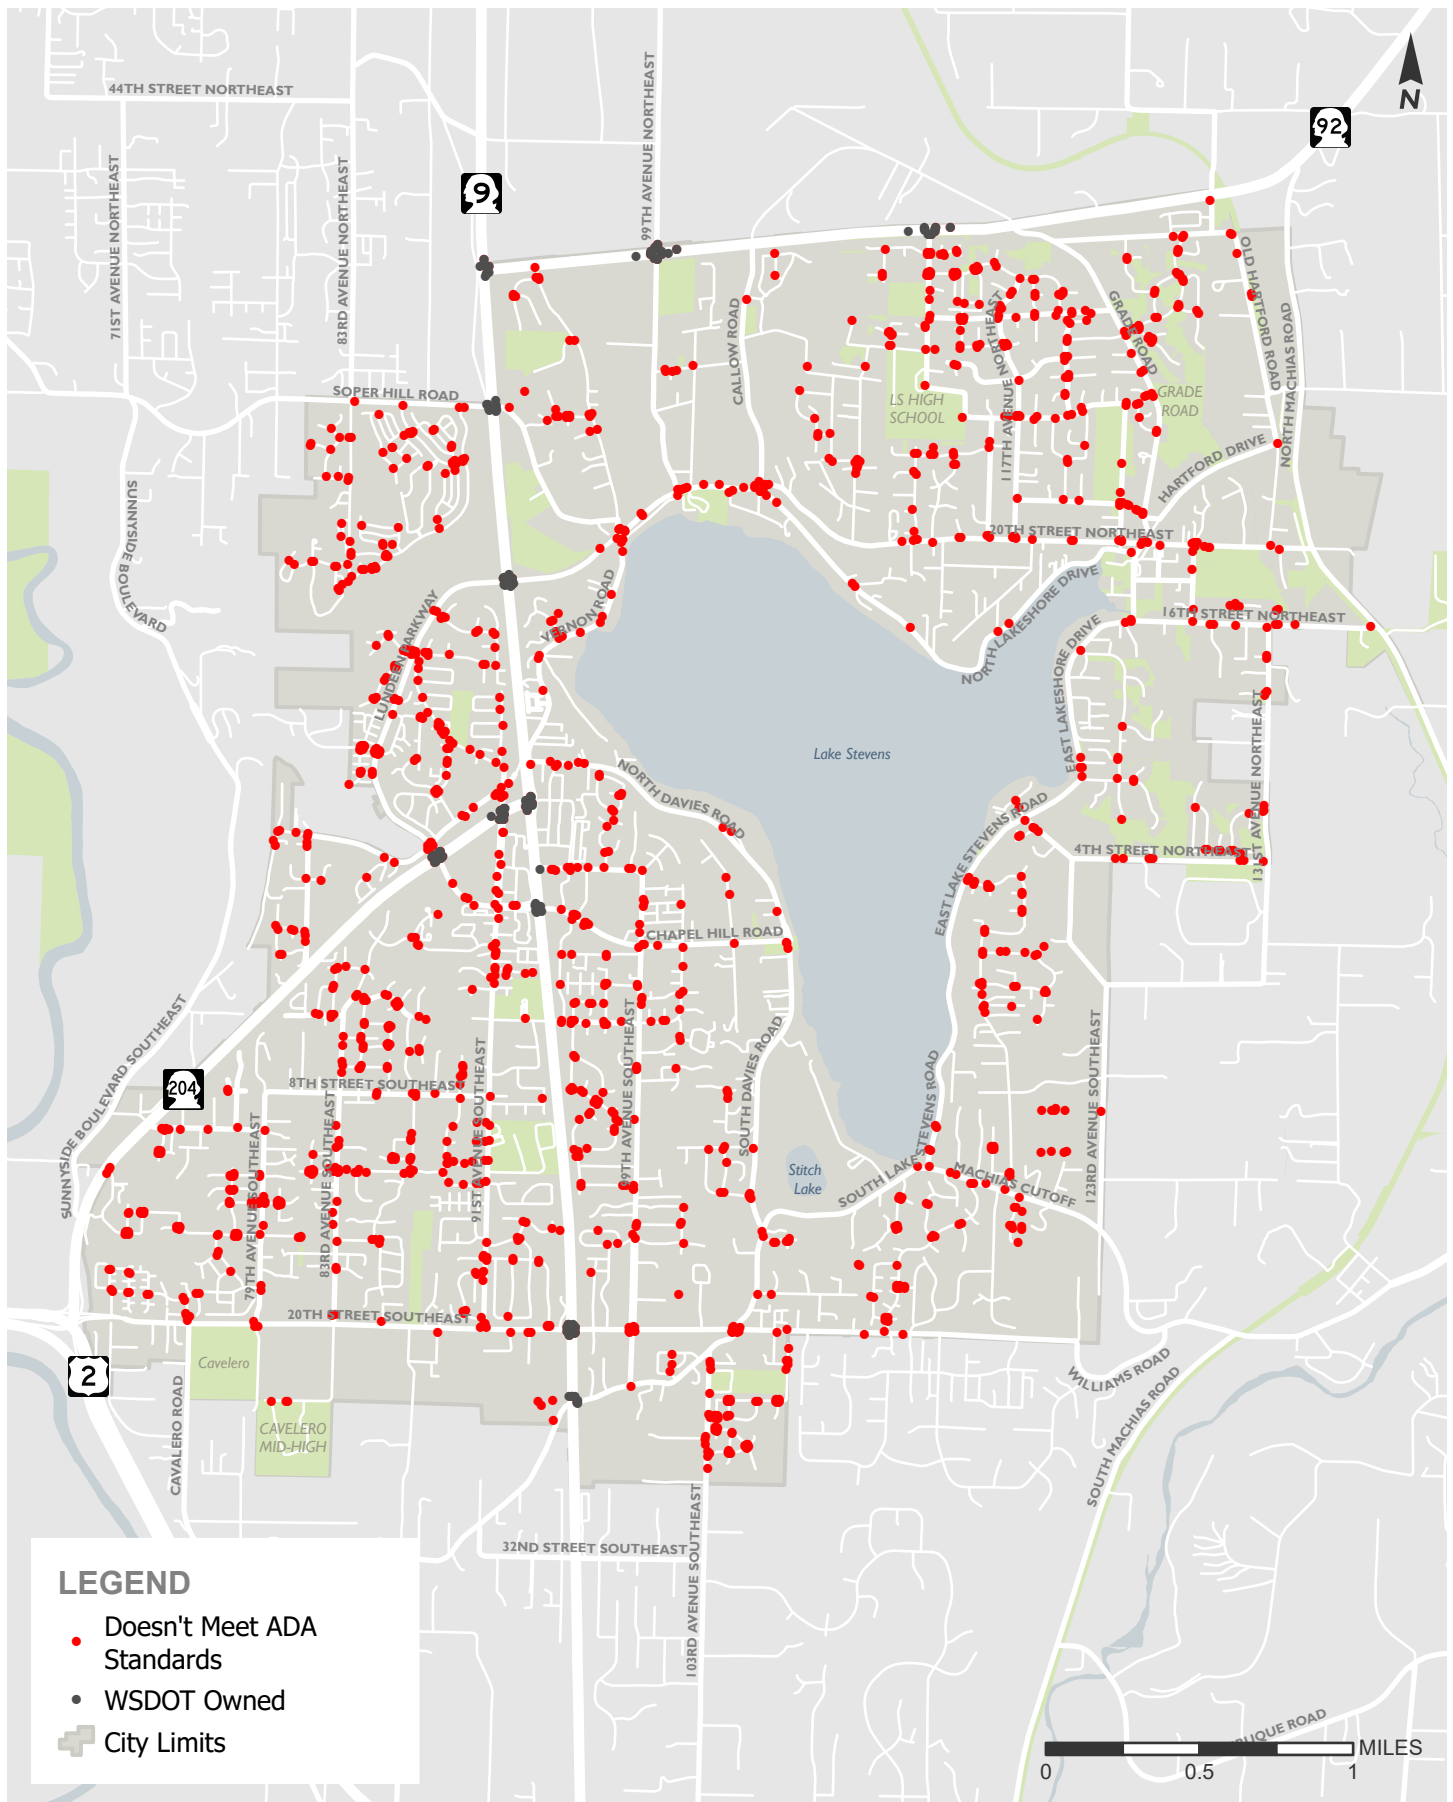 44TH STREET NORTHEAST
N
92
9
99TH AVENUE NORTHEAST
71ST AVENUE NORTHEAST
83RD AVENUE NORTHEAST
OLD HARTFORD ROAD
NORTH MACHIAS ROAD
GRADE ROAD
CALLOW ROAD
117TH AVENUE NORTHEAST
SOPER HILL ROAD
LS HIGH
SCHOOL
GRADE
ROAD
HARTFORD DRIVE
SUNNYSIDE BOULEVARD
20TH STREET NORTHEAST
NORTH LAKESHORE DRIVE
VERNON ROAD
LUNDEEN PARKWAY
16TH STREET NORTHEAST
EAST LAKESHORE DRIVE
131ST AVENUE NORTHEAST
Lake Stevens
NORTH DAVIES ROAD
EAST LAKE STEVENS ROAD
4TH STREET NORTHEAST
CHAPEL HILL ROAD
SUNNYSIDE BOULEVARD SOUTHEAST
204
8TH STREET SOUTHEAST
99TH AVENUE SOUTHEAST
SOUTH DAVIES ROAD
91ST AVENUE SOUTHEAST
83RD AVENUE SOUTHEAST
79TH AVENUE SOUTHEAST
123RD AVENUE SOUTHEAST
Stitch
Lake
SOUTH LAKE STEVENS ROAD
MACHIAS CUTOFF
20TH STREET SOUTHEAST
2
Cavelero
CAVALERO ROAD
CAVELERO
MID-HIGH
WILLIAMS ROAD
SOUTH MACHIAS ROAD
32ND STREET SOUTHEAST
103RD AVENUE SOUTHEAST
LEGEND
Doesn't Meet ADA
Standards
WSDOT Owned
City Limits
ROAD
MILES
0 0.5 1